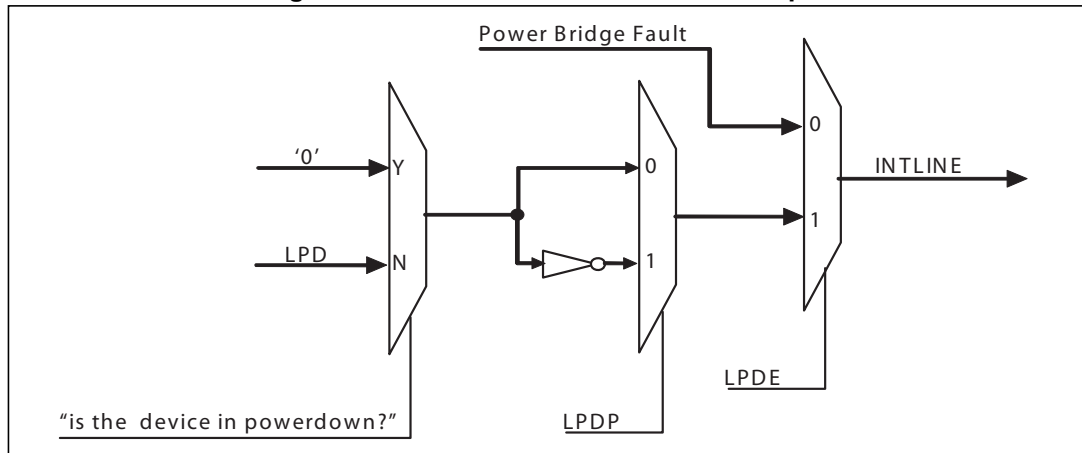 Power Bridge Fault
0
'0'
Y
0
INTLINE
1
LPD
N
1
LPDE
"is the device in powerdown?"
LPDP